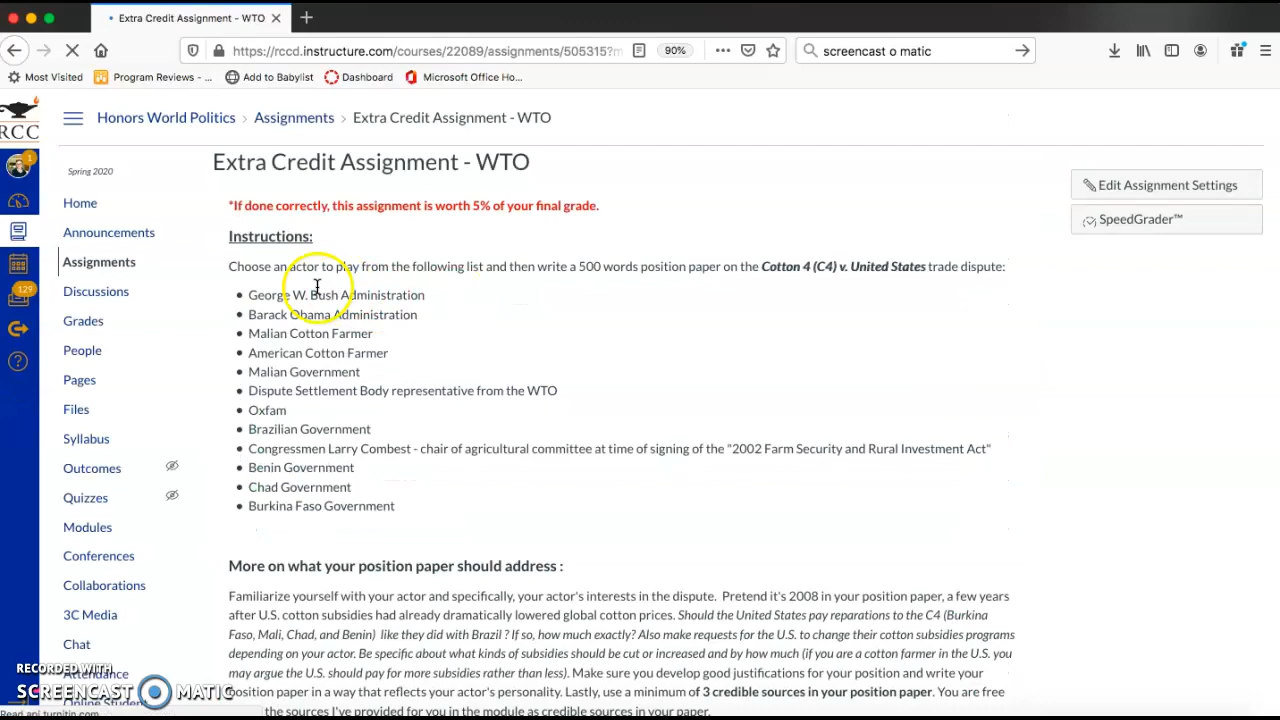 Extra Credit Assignment - WTO
https://rccd.instructure.com/courses/22089/assignments/505315?m
90%
screencast o matic
Most Visited
Program Reviews - ...
Add to Babylist
Dashboard
Microsoft Office Ho...
RCC
Honors World Politics > Assignments > Extra Credit Assignment - WTO
1
129
Spring 2020
Home
Announcements
Assignments
Discussions
Grades
People
Pages
Files
Syllabus
Outcomes
Quizzes
Modules
Conferences
Collaborations
3C Media
Chat
Attendance
Extra Credit Assignment - WTO
Edit Assignment Settings
SpeedGrader™
*If done correctly, this assignment is worth 5% of your final grade.
Instructions:
Choose an actor to play from the following list and then write a 500 words position paper on the Cotton 4 (C4) v. United States trade dispute:
• George W. Bush Administration
• Barack Obama Administration
• Malian Cotton Farmer
• American Cotton Farmer
• Malian Government
• Dispute Settlement Body representative from the WTO
• Oxfam
• Brazilian Government
• Congressmen Larry Combest - chair of agricultural committee at time of signing of the "2002 Farm Security and Rural Investment Act"
• Benin Government
• Chad Government
• Burkina Faso Government
More on what your position paper should address :
Familiarize yourself with your actor and specifically, your actor's interests in the dispute. Pretend it's 2008 in your position paper, a few years
after U.S. cotton subsidies had already dramatically lowered global cotton prices. Should the United States pay reparations to the C4 (Burkina
Faso, Mali, Chad, and Benin) like they did with Brazil ? If so, how much exactly? Also make requests for the U.S. to change their cotton subsidies programs
depending on your actor. Be specific about what kinds of subsidies should be cut or increased and by how much (if you are a cotton farmer in the U.S. you
may argue the U.S. should pay for more subsidies rather than less). Make sure you develop good justifications for your position and write your
position paper in a way that reflects your actor's personality. Lastly, use a minimum of 3 credible sources in your position paper. You are free
the sources I've provided for you in the module as credible sources in your paper.
RECORDED WITH
SCREENCAST MATIC
Read api.turnitin.com